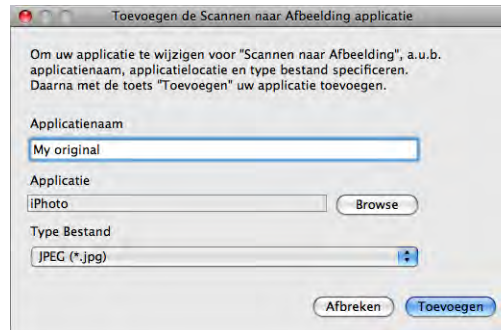 Toevoegen de Scannen naar Afbeelding applicatie
Om uw applicatie te wijzigen voor "Scannen naar Afbeelding", a.u.b.
applicatienaam, applicatielocatie en type bestand specificeren.
Daarna met de toets "Toevoegen" uw applicatie toevoegen.
Applicatienaam
My original
Applicatie
iPhoto Browse
Type Bestand
JPEG (*.jpg)
Afbreken Toevoegen